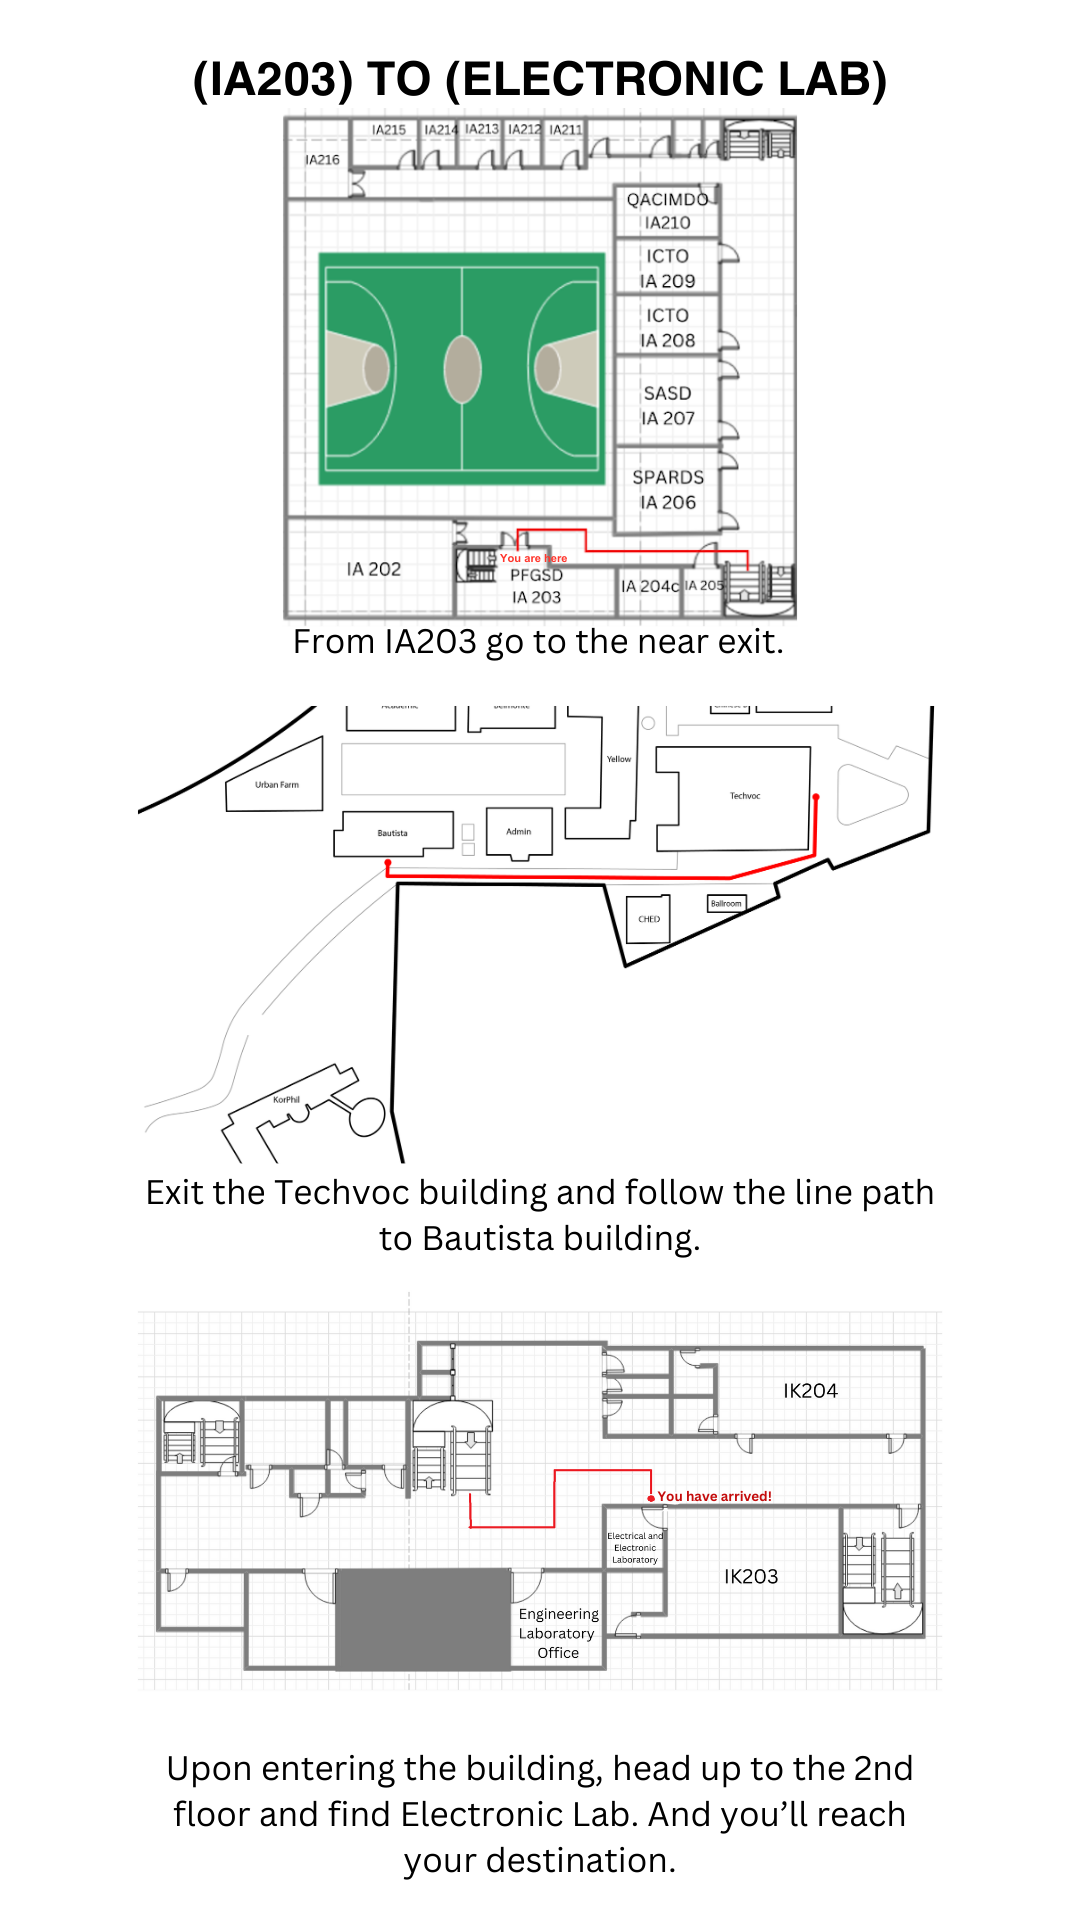 (IA203) TO (ELECTRONIC LAB)
IA215
IA214
IA213
IA212
IA211
IA216
QACIMDO
IA210
ICTO
IA 209
ICTO
IA 208
SASD
IA 207
SPARDS
IA 206
IA 202
You are here
PFGSD
IA 203
IA 204c
IA 205
From IA203 go to the near exit.
Academic
Belmonte
Yellow
Urban Farm
Techvoc
Bautista
Admin
CHED
Ballroom
KorPhil
Exit the Techvoc building and follow the line path
to Bautista building.
IK204
You have arrived!
Electrical and
Electronic
Laboratory
IK203
Engineering
Laboratory
Office
Upon entering the building, head up to the 2nd
floor and find Electronic Lab. And you’ll reach
your destination.